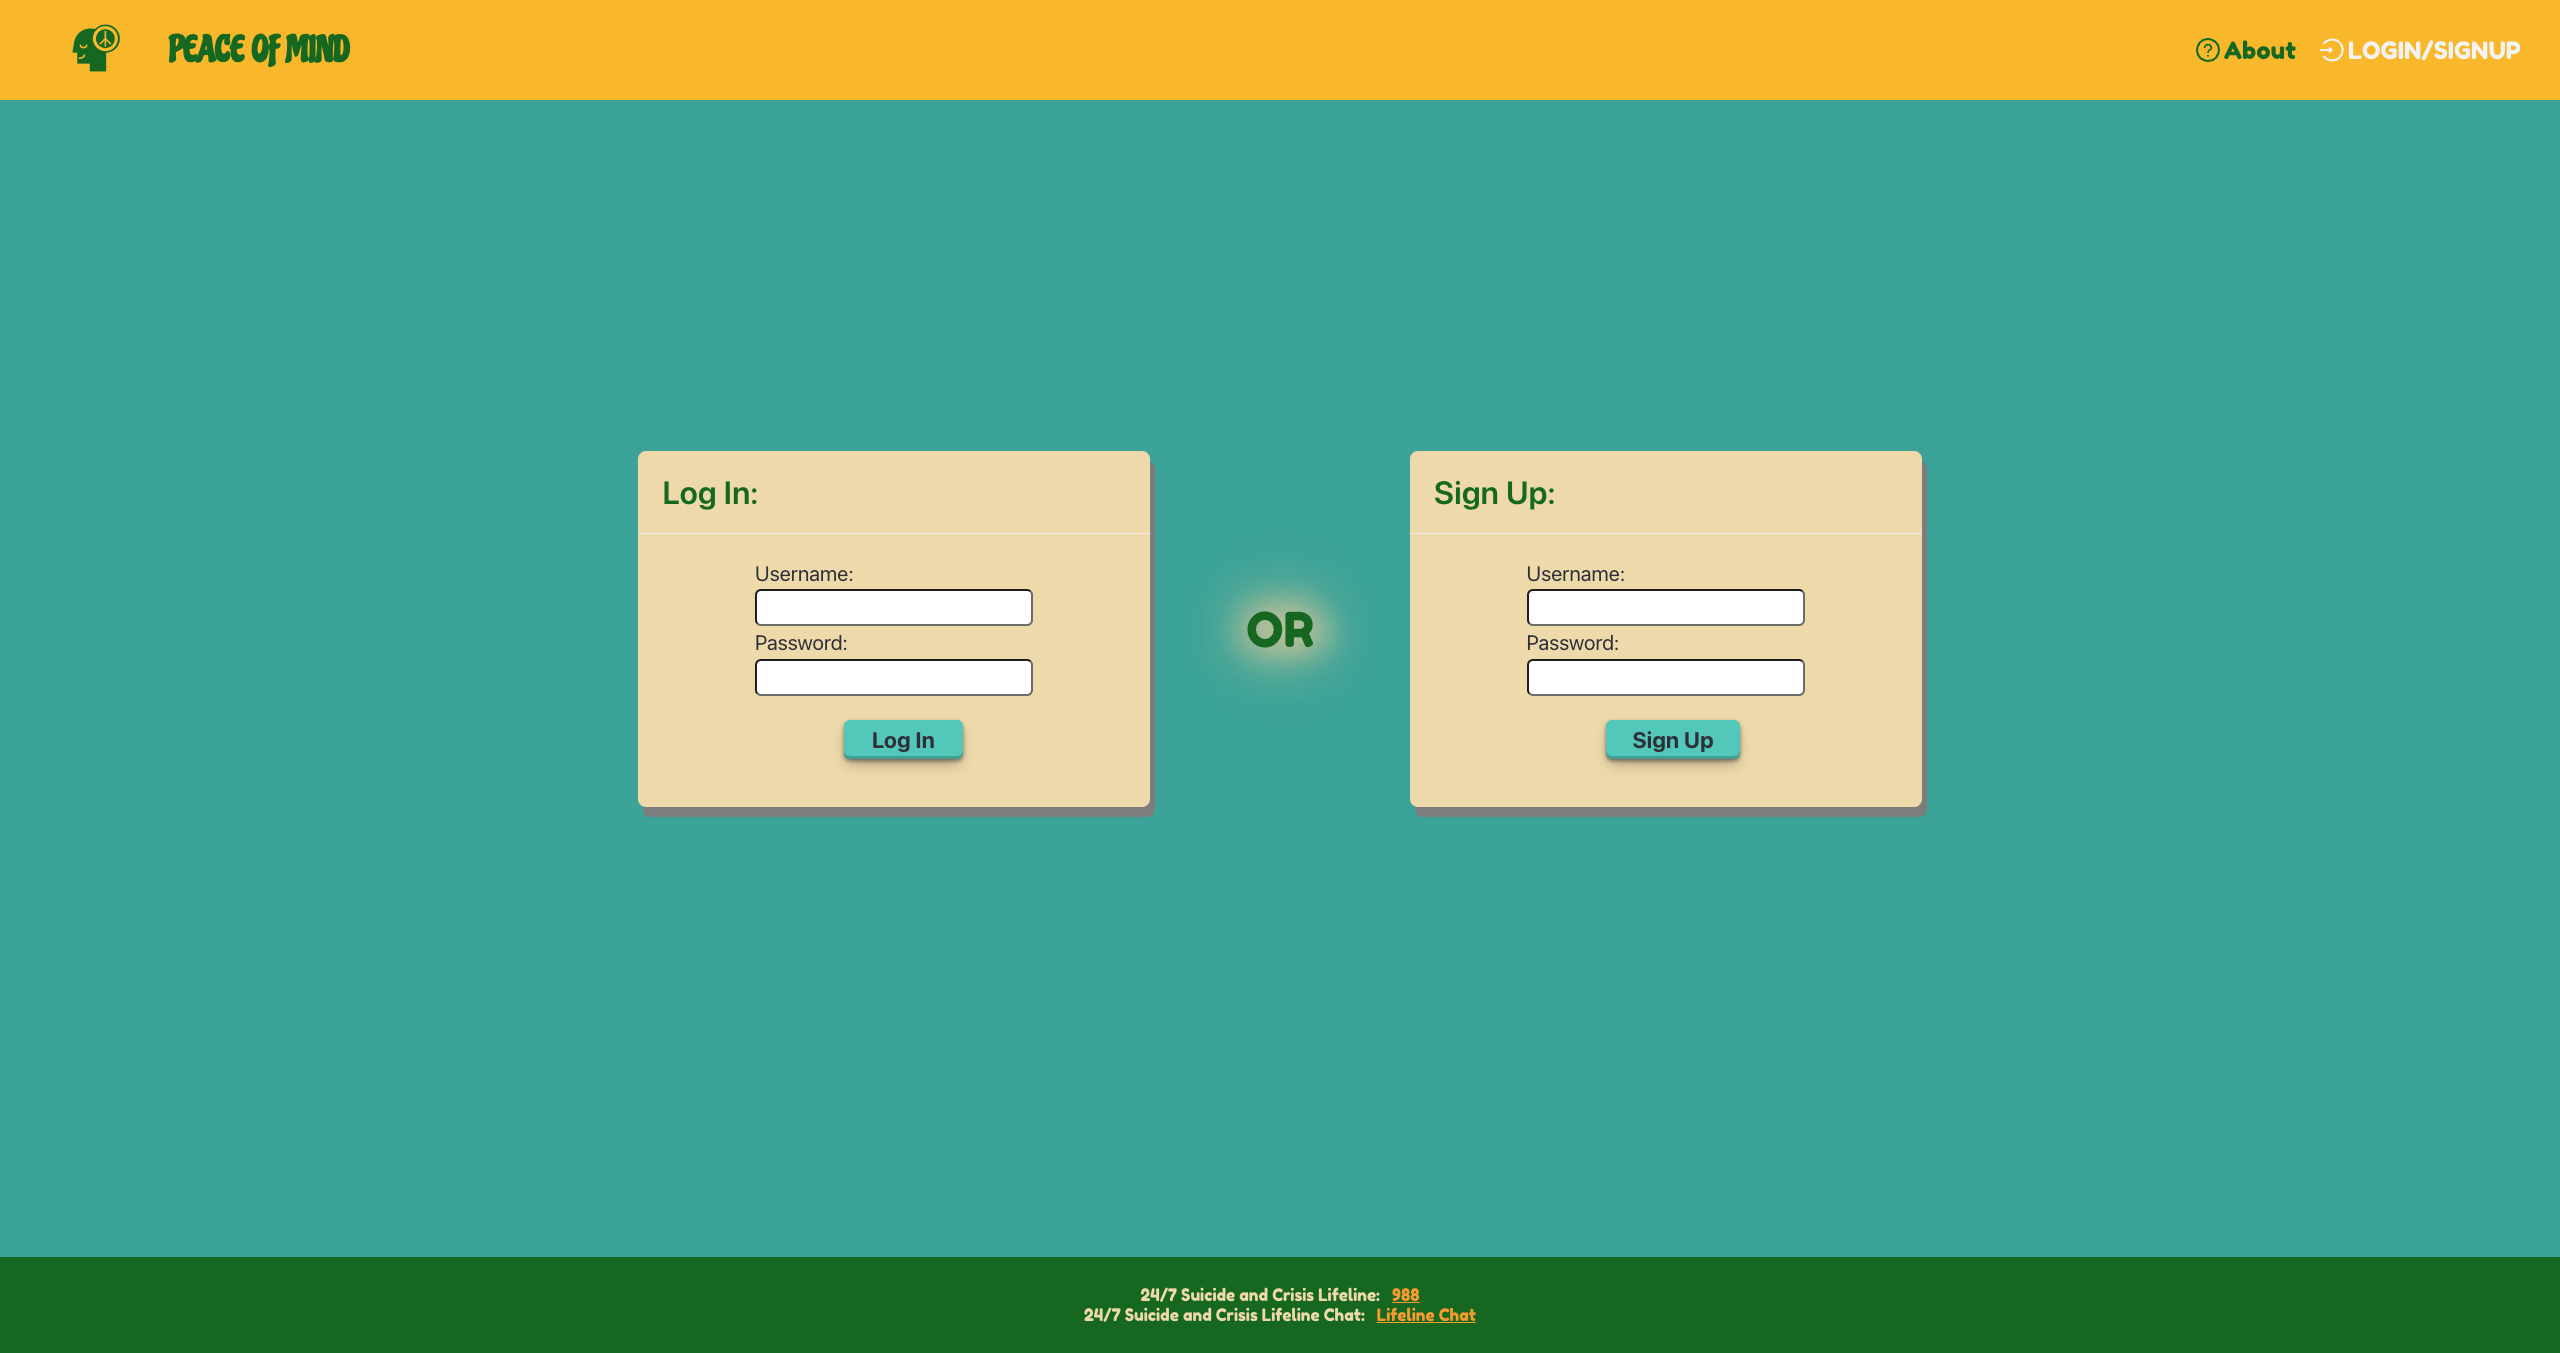 PEACE OF MIND
About
LOGIN/SIGNUP
Log In:
Username:
Password:
Log In
OR
Sign Up:
Username:
Password:
Sign Up
24/7 Suicide and Crisis Lifeline: 988
24/7 Suicide and Crisis Lifeline Chat: Lifeline Chat